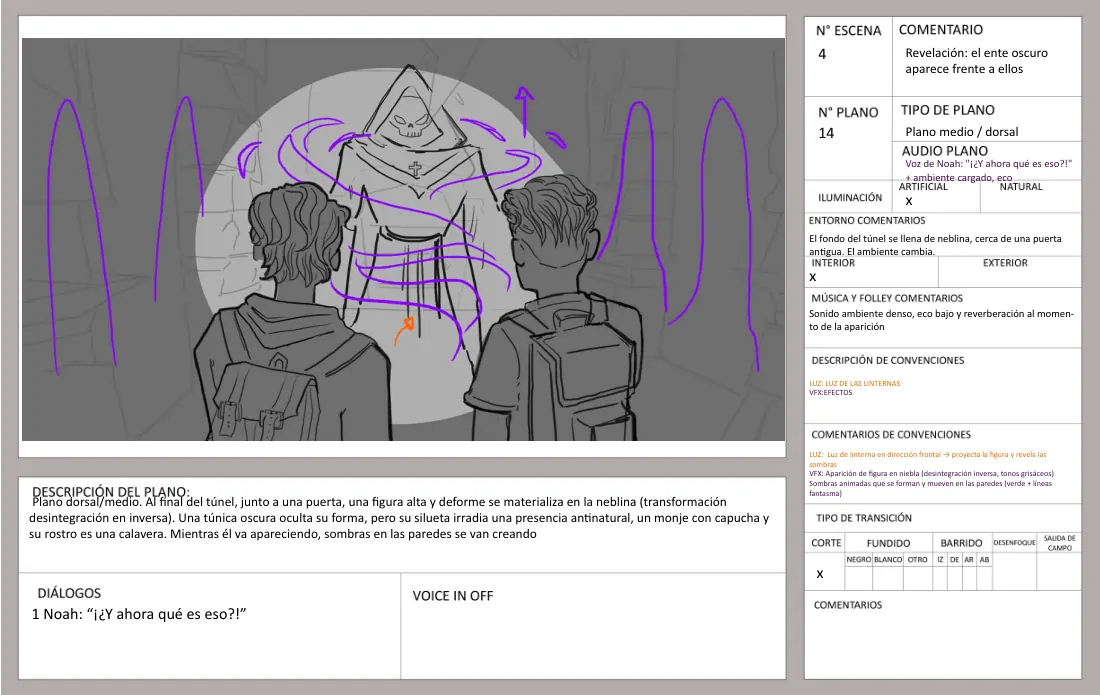 N° ESCENA
4
COMENTARIO
Revelación: el ente oscuro
aparece frente a ellos
N° PLANO
14
TIPO DE PLANO
Plano medio / dorsal
AUDIO PLANO
Voz de Noah: "¡¿Y ahora qué es eso?!"
+ ambiente cargado, eco
ILUMINACIÓN
ARTIFICIAL
X
NATURAL
ENTORNO COMENTARIOS
El fondo del túnel se llena de neblina, cerca de una puerta
antigua. El ambiente cambia.
INTERIOR
X
EXTERIOR
MÚSICA Y FOLLEY COMENTARIOS
Sonido ambiente denso, eco bajo y reverberación al momen-
to de la aparición
DESCRIPCIÓN DE CONVENCIONES
LUZ: LUZ DE LAS LINTERNAS
VFX:EFECTOS
COMENTARIOS DE CONVENCIONES
LUZ: Luz de linterna en dirección frontal → proyecta la figura y revela las
sombras
VFX: Aparición de figura en niebla (desintegración inversa, tonos grisáceos)
Sombras animadas que se forman y mueven en las paredes (verde + líneas
fantasma)
TIPO DE TRANSICIÓN
CORTE FUNDIDO BARRIDO DESENFOQUE SALIDA DE
CAMPO
NEGRO BLANCO OTRO IZ DE AR AB
X
COMENTARIOS
DESCRIPCIÓN DEL PLANO:
Plano dorsal/medio. Al final del túnel, junto a una puerta, una figura alta y deforme se materializa en la neblina (transformación
desintegración en inversa). Una túnica oscura oculta su forma, pero su silueta irradia una presencia antinatural, un monje con capucha y
su rostro es una calavera. Mientras él va apareciendo, sombras en las paredes se van creando
DIÁLOGOS
1 Noah: “¡¿Y ahora qué es eso?!”
VOICE IN OFF